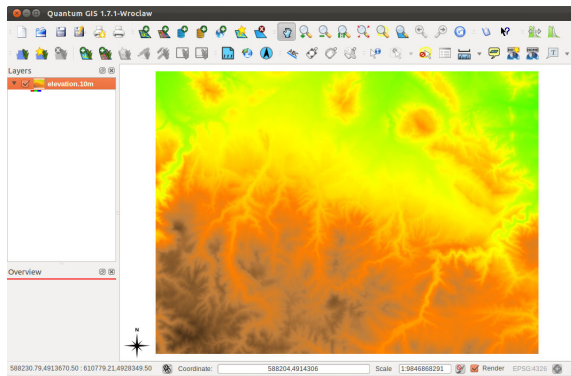 Quantum GIS 1.7.1-Wroclaw
Layers
elevation.10m
Overview
N
588230.79,4913670.50 : 610779.21,4928349.50
Coordinate:
588204,4914306
Scale
1:9846868291
Render
EPSG:4326